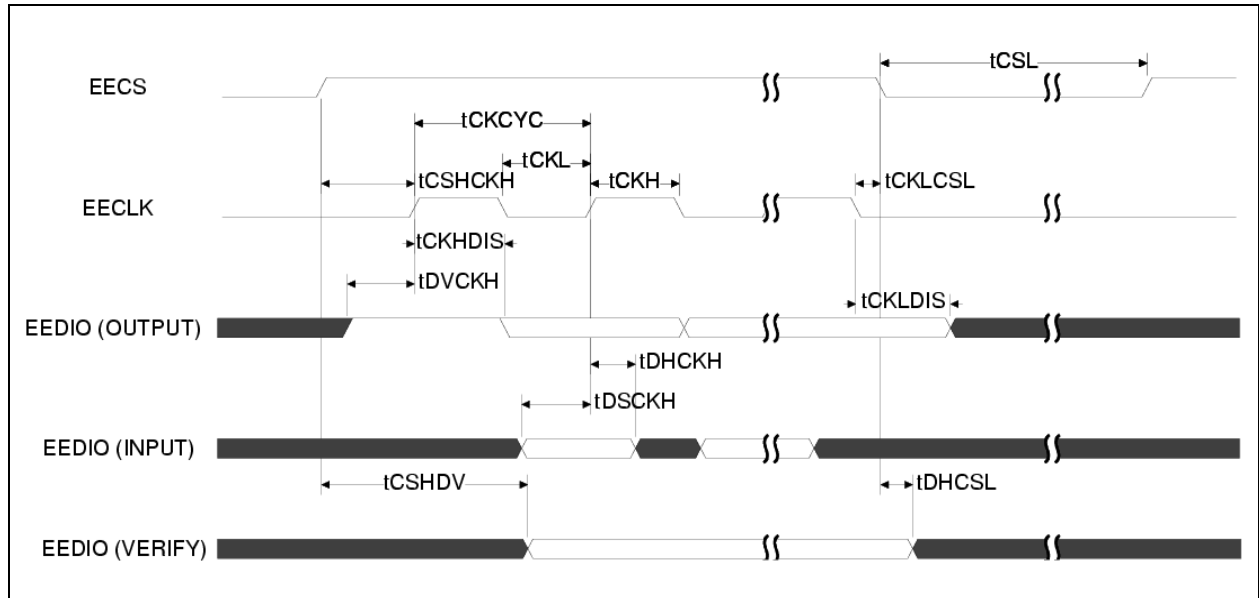 tCSL
EECS
tCKCYC
tCKL
tCSHCKH
tCKH
tCKLCSL
EECLK
tCKHDIS
tDVCKH
tCKLDIS
EEDIO (OUTPUT)
tDHCKH
tDSCKH
EEDIO (INPUT)
tCSHDV
tDHCSL
EEDIO (VERIFY)